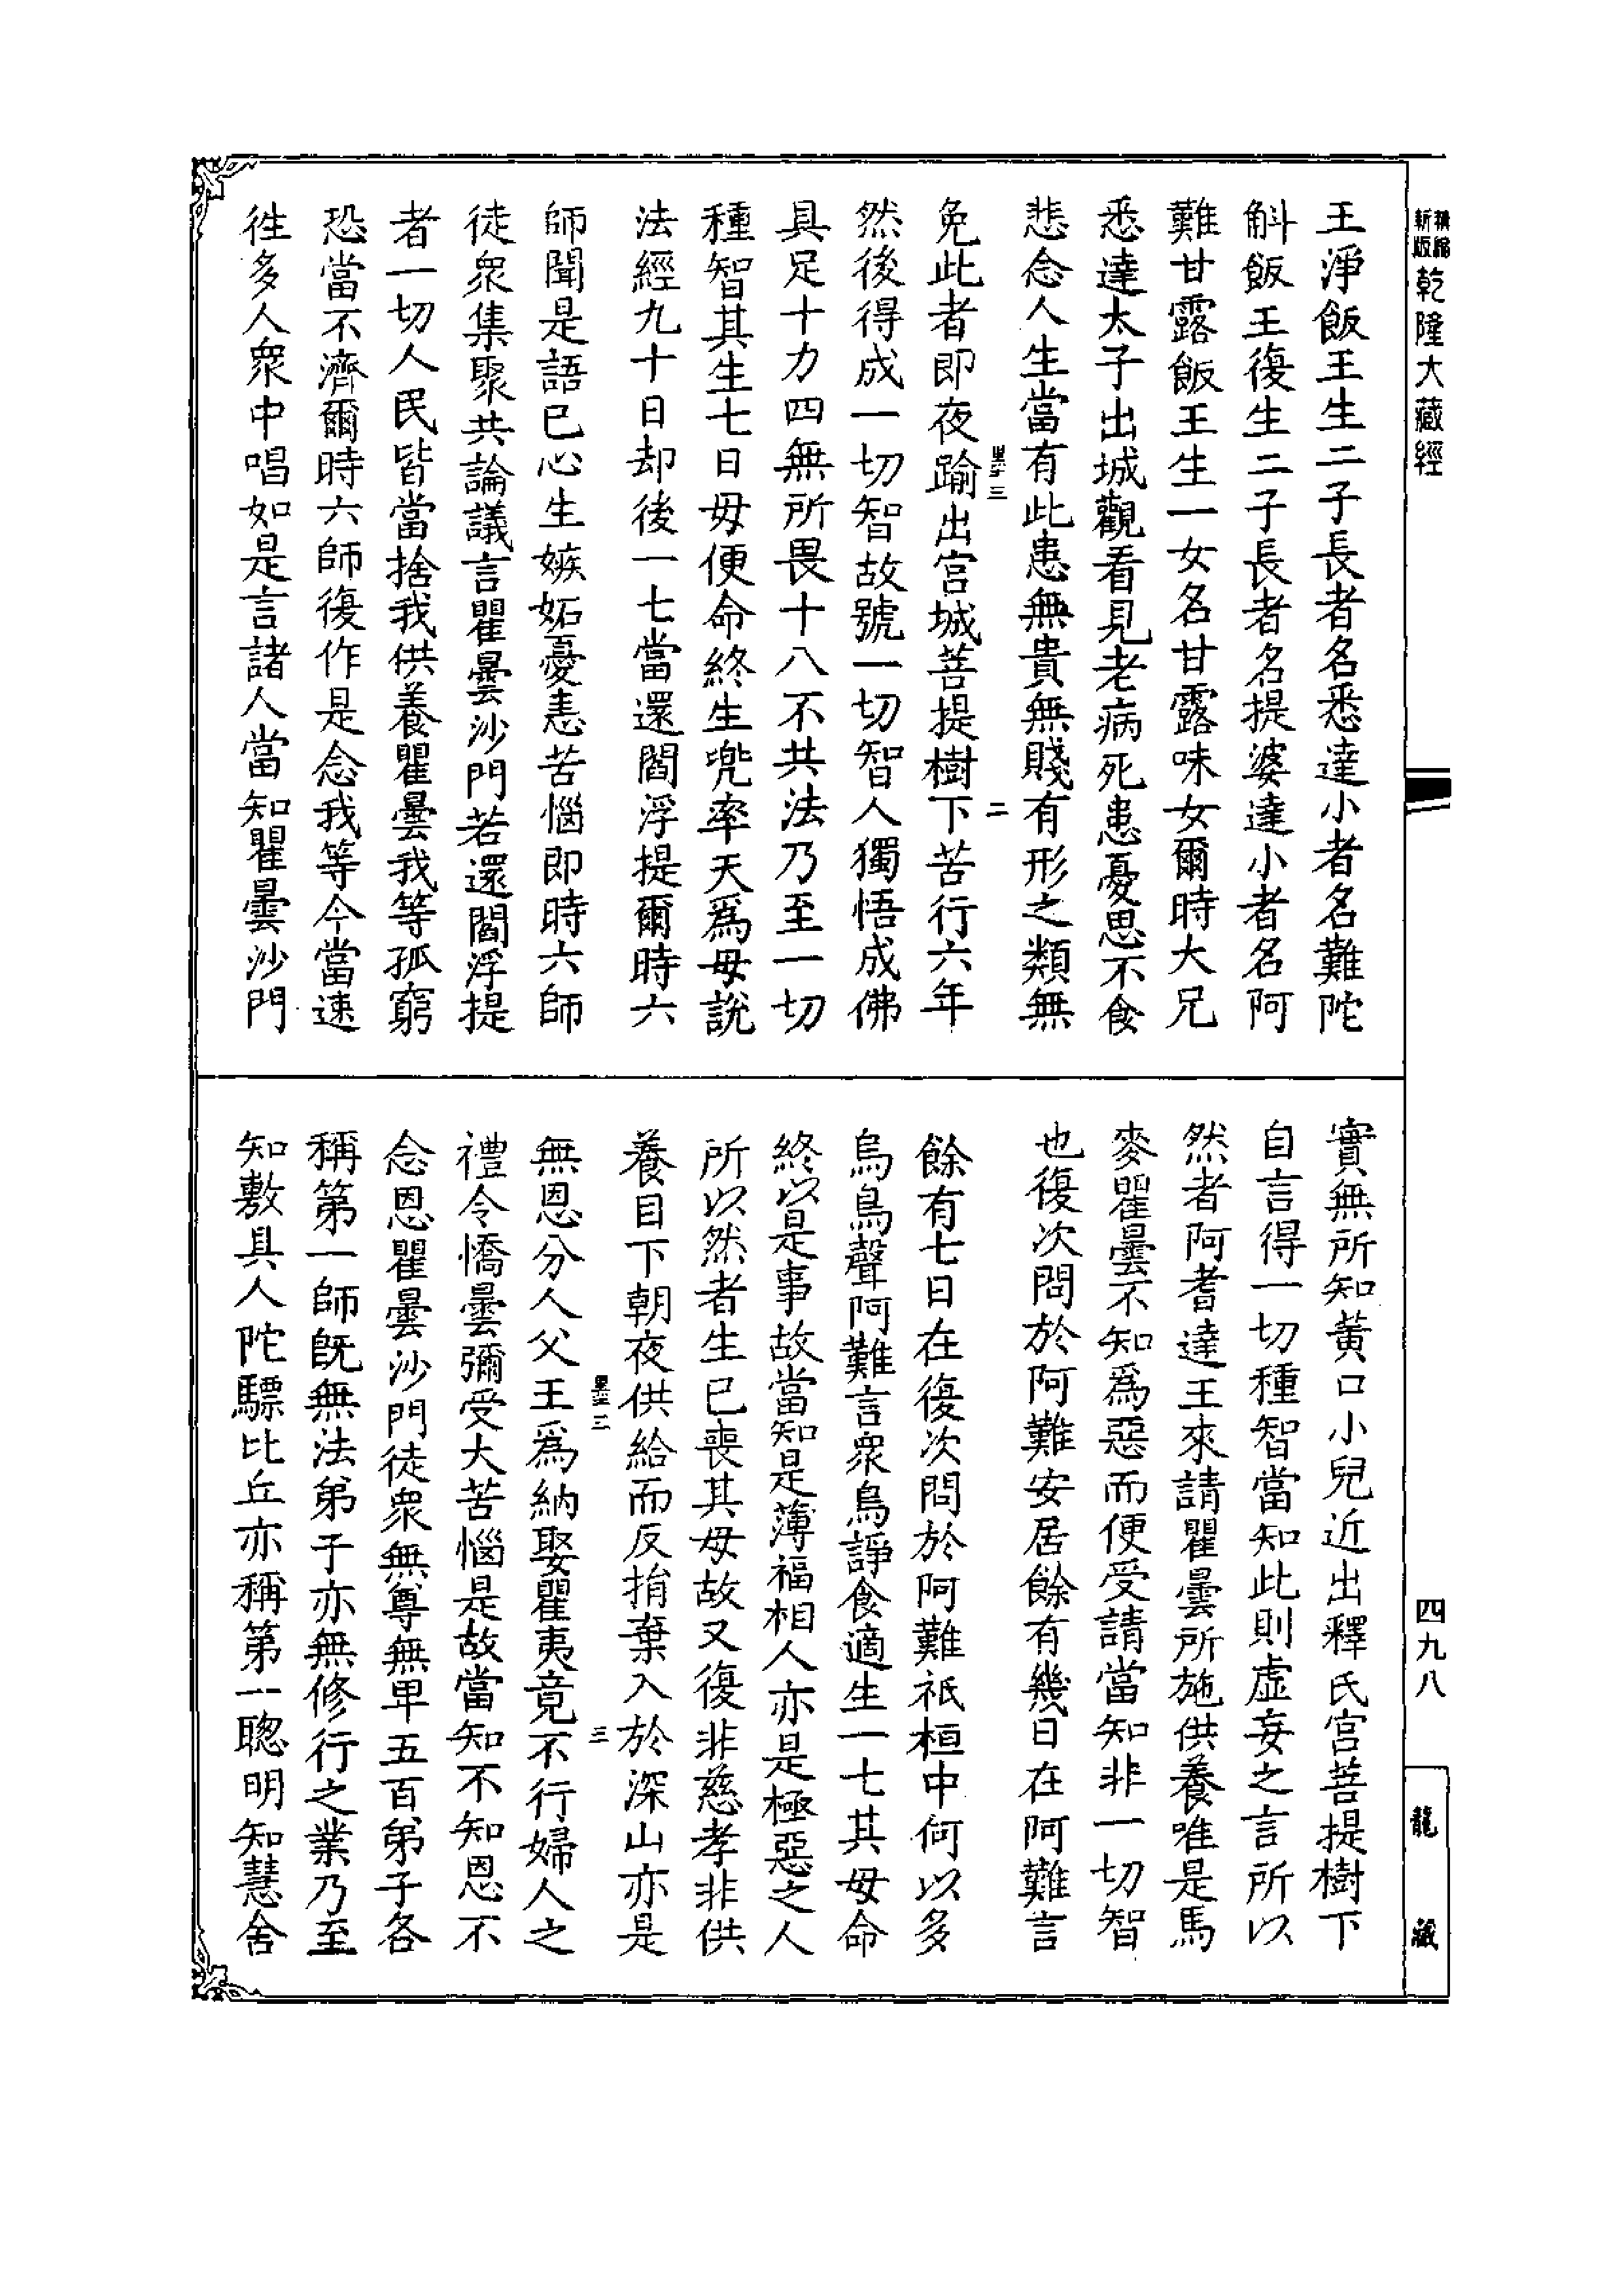 新版精縮乾隆大藏經
四九八
龍藏
王淨飯王生二子長者名悉達小者名難陀
斛飯王復生二子長者名提婆達小者名阿
難甘露飯王生一女名甘露味女爾時大兄
悉達太子出城觀看見老病死患憂思不食
悲念人生當有此患無貴無賤有形之類無
墨三
二
免此者即夜踰出宮城菩提樹下苦行六年
然後得成一切智故號一切智人獨悟成佛
具足十力四無所畏十八不共法乃至一切
種智其生七日母便命終生兜率天爲母說
法經九十日却後一七當還閻浮提爾時六
師聞是語已心生嫉妬憂恚苦惱即時六師
徒衆集聚共論議言瞿曇沙門若還閻浮提
者一切人民皆當捨我供養瞿曇我等孤窮
恐當不濟爾時六師復作是念我等今當速
徃多人衆中唱如是言諸人當知瞿曇沙門
實無所知黃口小兒近出釋氏宮菩提樹下
自言得一切種智當知此則虛妄之言所以
然者阿耆達王來請瞿曇所施供養唯是馬
麥瞿曇不知爲惡而便受請當知非一切智
也復次問於阿難安居餘有幾日在阿難言
餘有七日在復次問於阿難祇桓中何以多
烏鳥聲阿難言衆鳥諍食適生一七其母命
終以是事故當知是薄福相人亦是極惡之人
所以然者生已喪其母故又復非慈孝非供
養目下朝夜供給而反捐棄入於深山亦是
墨三
三
無恩分人父王爲納娶瞿夷竟不行婦人之
禮令憍曇彌受大苦惱是故當知不知恩不
念恩瞿曇沙門徒衆無尊無卑五百弟子各
稱第一師既無法弟子亦無修行之業乃至
知敷具人陀驃比丘亦稱第一聰明知慧舍